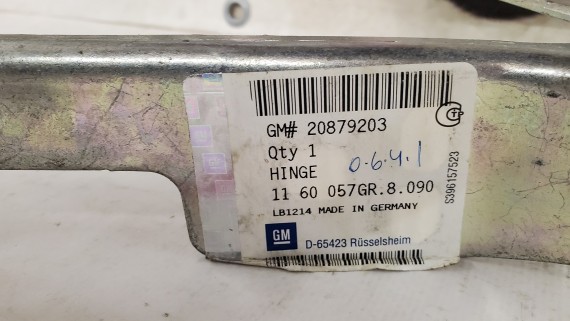 GM# 20879203
Qty 1
HINGE
0.6.4.1
11 60 057GR.8.090
LB1214 MADE IN GERMANY
GM
D-65423 Rüsselsheim
S396157523